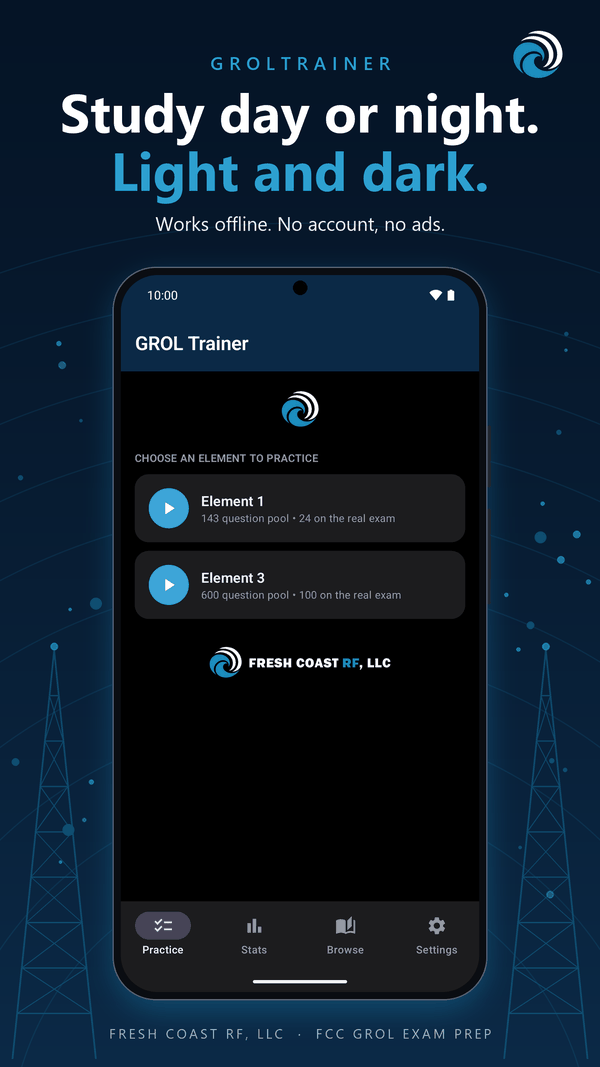 GROLTRAINER
Study day or night.
Light and dark.
Works offline. No account, no ads.
10:00
GROL Trainer
CHOOSE AN ELEMENT TO PRACTICE
Element 1
143 question pool • 24 on the real exam
Element 3
600 question pool • 100 on the real exam
FRESH COAST RF, LLC
Practice
Stats
Browse
Settings
FRESH COAST RF, LLC · FCC GROL EXAM PREP